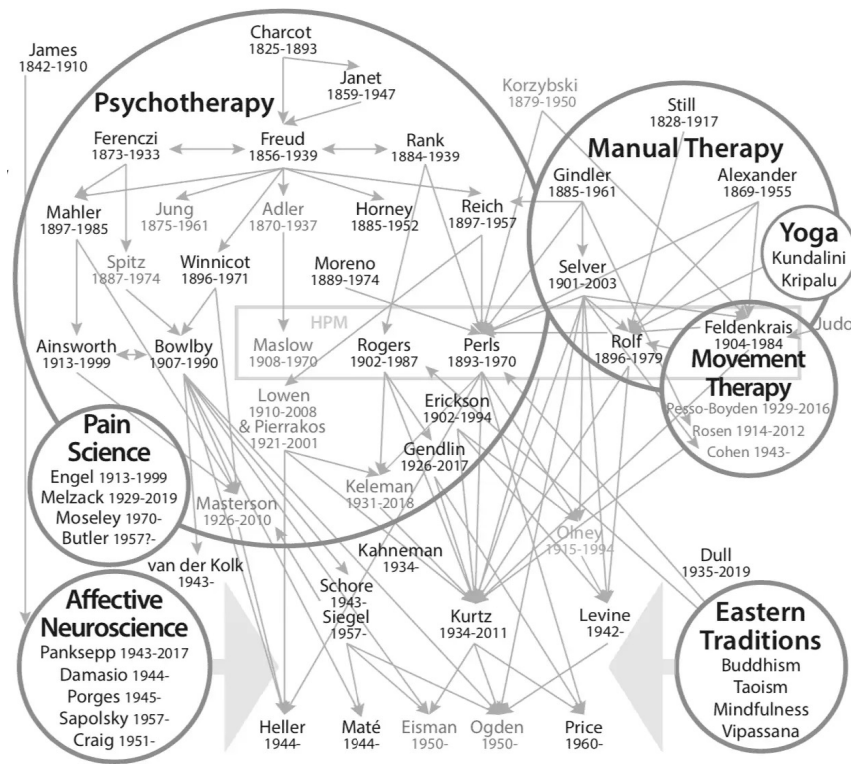 Charcot
1825-1893
James
1842-1910
Janet
1859-1947
Psychotherapy
Korzybski
1879-1950
Still
1828-1917
Ferenczi
1873-1933
Freud
1856-1939
Rank
1884-1939
Manual Therapy
Gindler
1885-1961
Alexander
1869-1955
Mahler
1897-1985
Jung
1875-1961
Adler
1870-1937
Horney
1885-1952
Reich
1897-1957
Yoga
Kundalini
Kripalu
Spitz
1887-1974
Winnicot
1896-1971
Moreno
1889-1974
Selver
1901-2003
HPM
Ainsworth
1913-1999
Bowlby
1907-1990
Maslow
1908-1970
Rogers
1902-1987
Perls
1893-1970
Rolf
1896-1979
Feldenkrais
1904-1984
Judo
Movement
Therapy
Pesso-Boyden 1929-2016
Rosen 1914-2012
Cohen 1943-
Lowen
1910-2008
& Pierrakos
1921-2001
Erickson
1902-1994
Gendlin
1926-2017
Keleman
1931-2018
Pain
Science
Engel 1913-1999
Melzack 1929-2019
Moseley 1970-
Butler 1957?-
Masterson
1926-2010
Olney
1915-1994
Kahneman
1934-
van der Kolk
1943-
Dull
1935-2019
Schore
1943-
Siegel
1957-
Kurtz
1934-2011
Levine
1942-
Affective
Neuroscience
Panksepp 1943-2017
Damasio 1944-
Porges 1945-
Sapolsky 1957-
Craig 1951-
Eastern
Traditions
Buddhism
Taoism
Mindfulness
Vipassana
Heller
1944-
Maté
1944-
Eisman
1950-
Ogden
1950-
Price
1960-